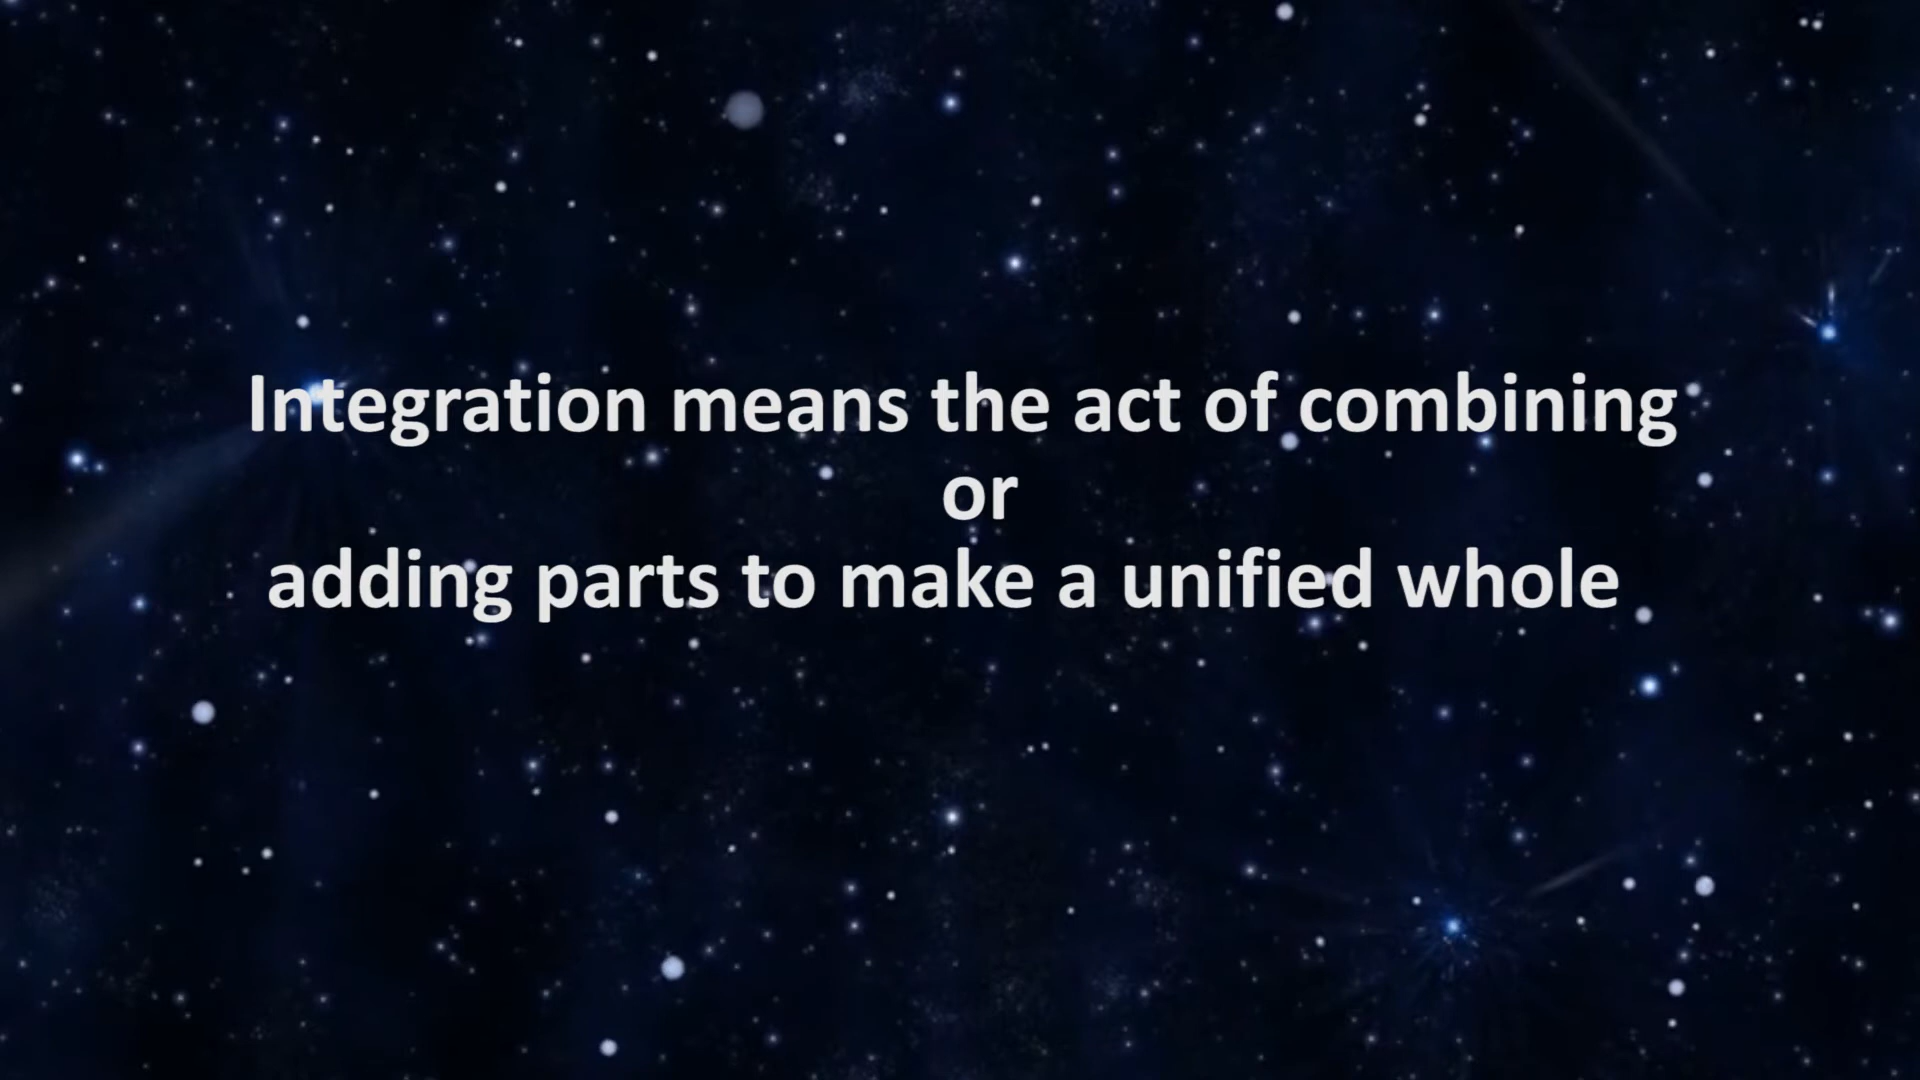 Integration means the act of combining
or
adding parts to make a unified whole